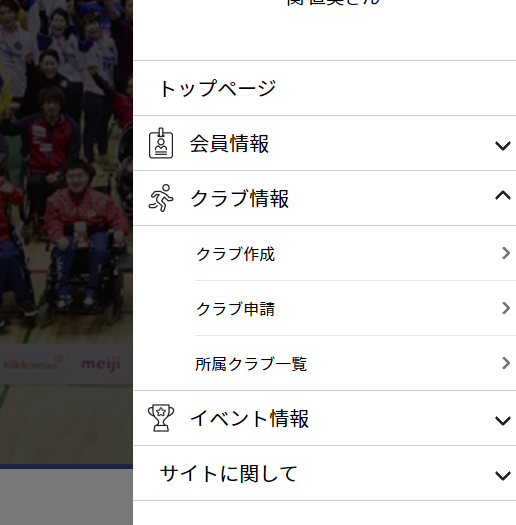 トップページ
会員情報
クラブ情報
クラブ作成
クラブ申請
所属クラブ一覧
イベント情報
サイトに関して
kikkoman
meiji